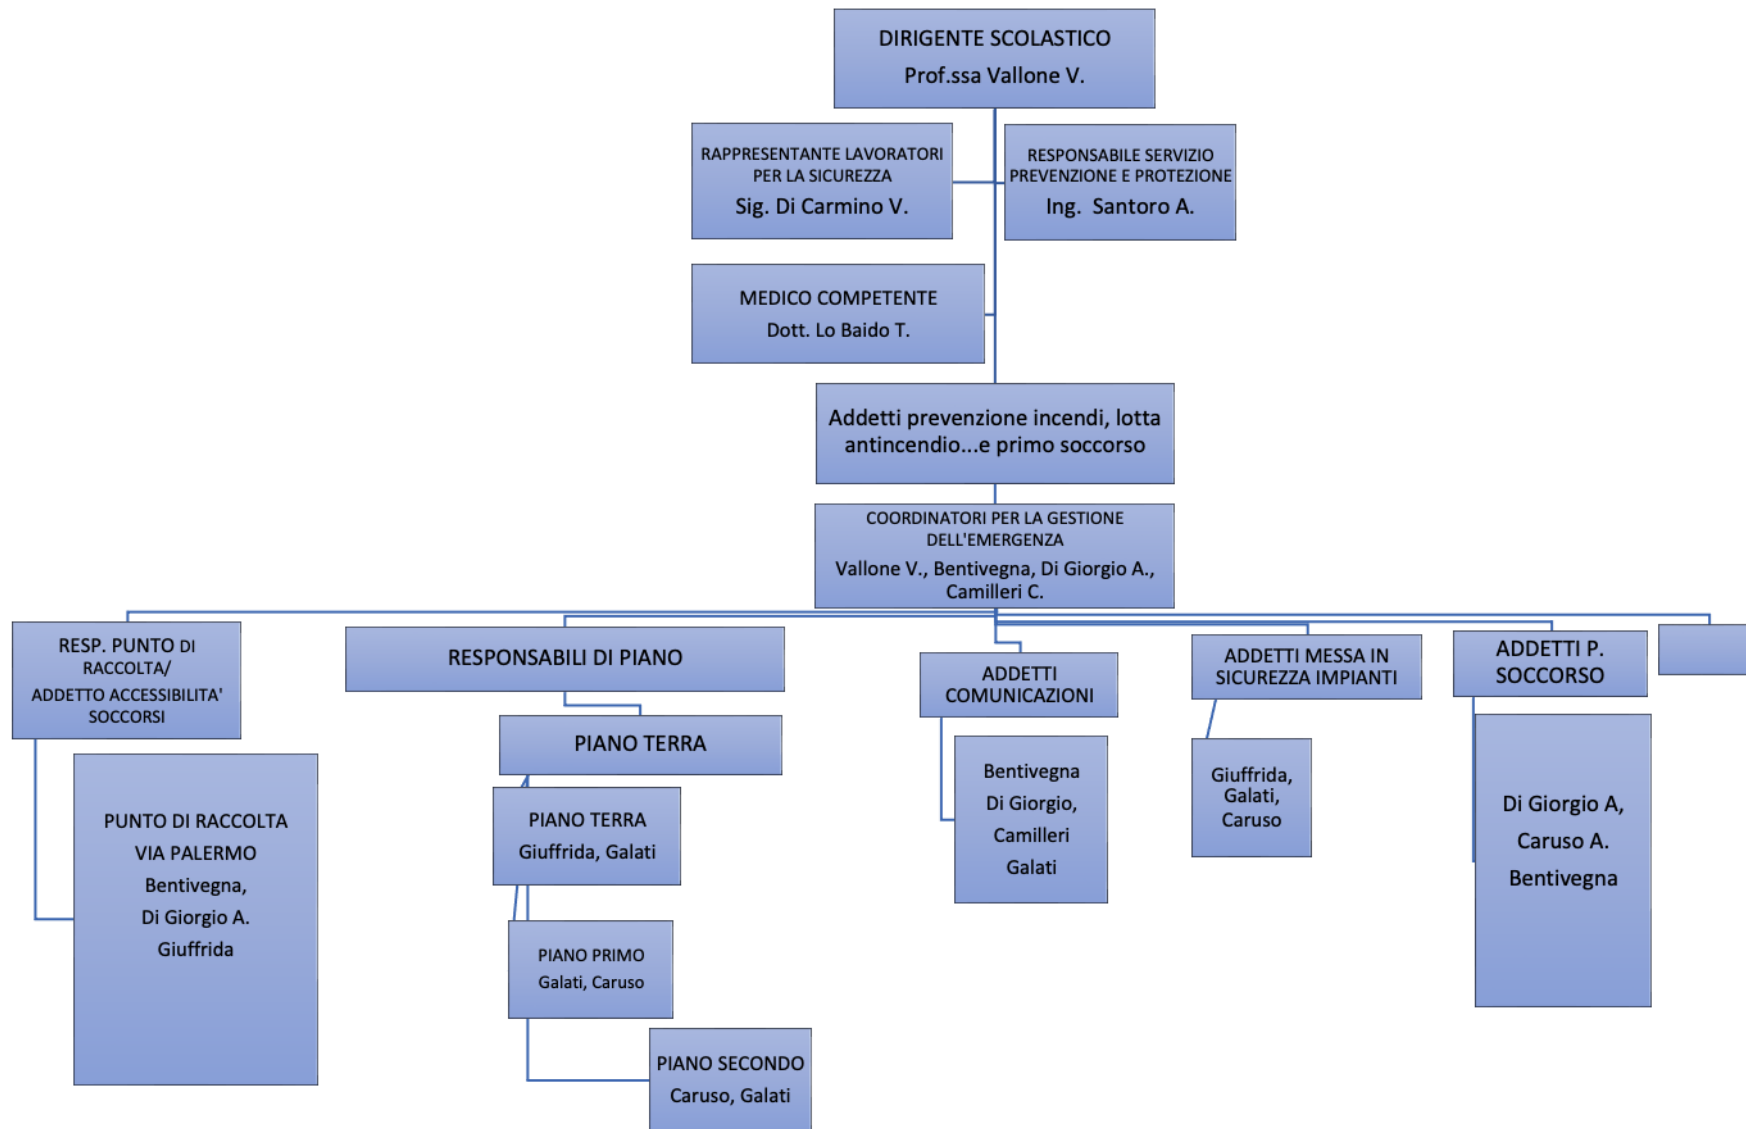 DIRIGENTE SCOLASTICO
Prof.ssa Vallone V.
RAPPRESENTANTE LAVORATORI
PER LA SICUREZZA
Sig. Di Carmino V.
RESPONSABILE SERVIZIO
PREVENZIONE E PROTEZIONE
Ing. Santoro A.
MEDICO COMPETENTE
Dott. Lo Baido T.
Addetti prevenzione incendi, lotta
antincendio...e primo soccorso
COORDINATORI PER LA GESTIONE
DELL'EMERGENZA
Vallone V., Bentivegna, Di Giorgio A.,
Camilleri C.
RESP. PUNTO DI
RACCOLTA/
ADDETTO ACCESSIBILITA'
SOCCORSI
PUNTO DI RACCOLTA
VIA PALERMO
Bentivegna,
Di Giorgio A.
Giuffrida
RESPONSABILI DI PIANO
PIANO TERRA
PIANO TERRA
Giuffrida, Galati
PIANO PRIMO
Galati, Caruso
PIANO SECONDO
Caruso, Galati
ADDETTI
COMUNICAZIONI
Bentivegna
Di Giorgio,
Camilleri
Galati
ADDETTI MESSA IN
SICUREZZA IMPIANTI
Giuffrida,
Galati,
Caruso
ADDETTI P.
SOCCORSO
Di Giorgio A,
Caruso A.
Bentivegna